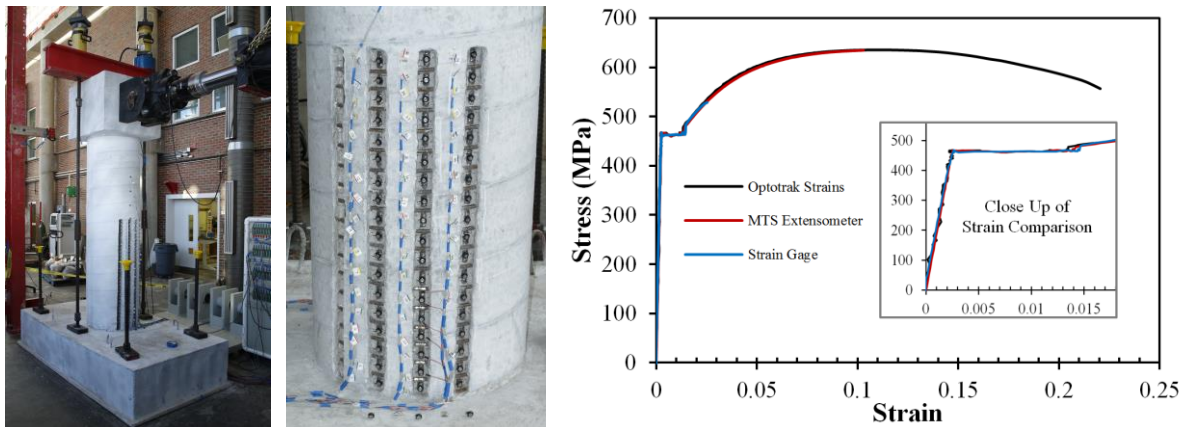 700
600
500
400
300
200
100
0
Stress (MPa)
Optotrak Strains
MTS Extensometer
Strain Gage
500
400
300
200
100
0
Close Up of
Strain Comparison
0 0.005 0.01 0.015
0 0.05 0.1 0.15 0.2 0.25
Strain